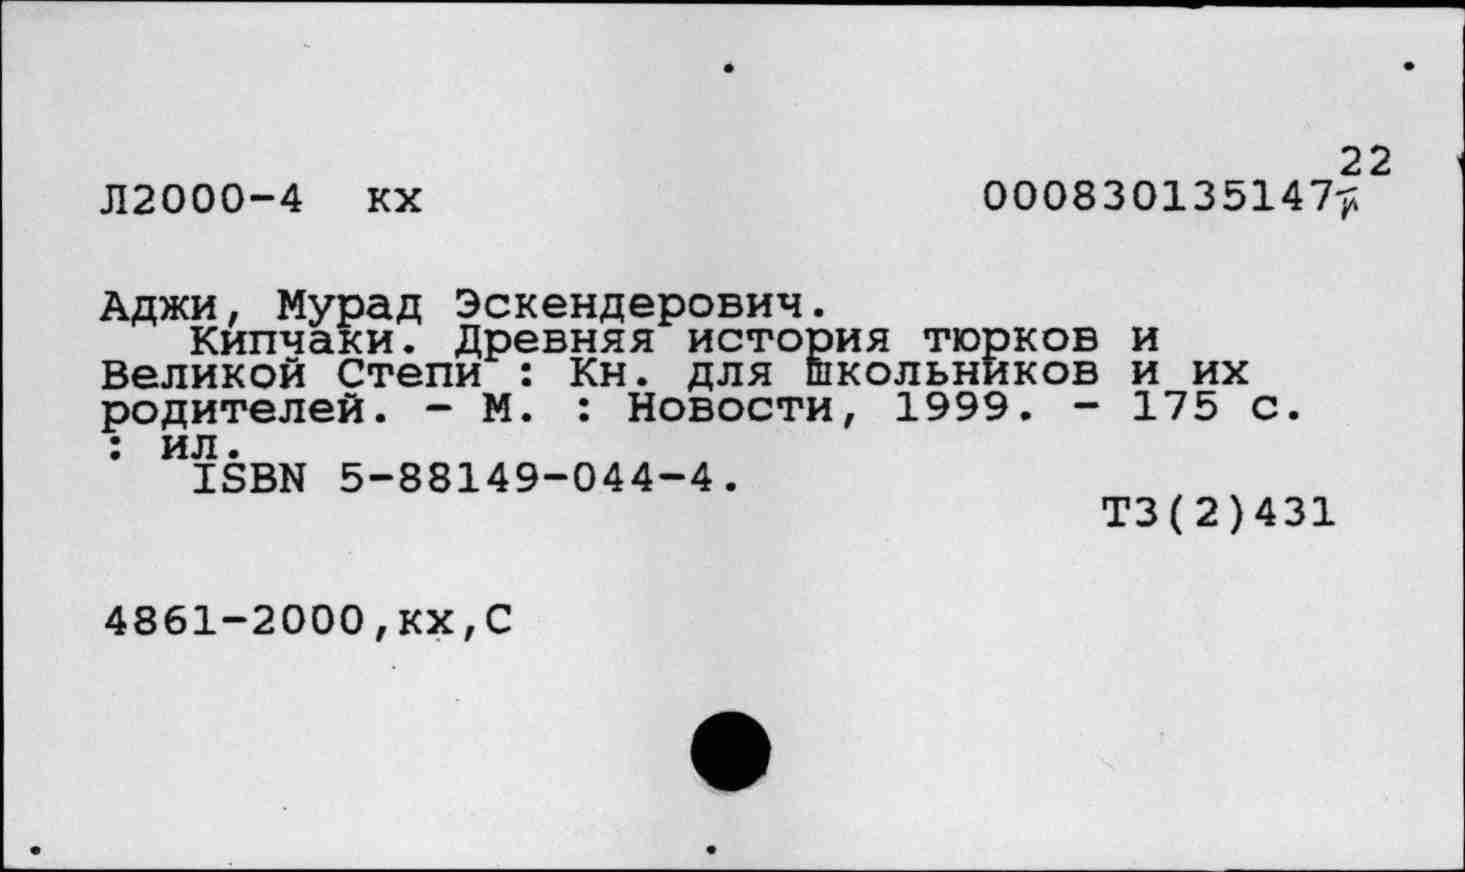 22
Л2000-4 кх 000830135147
Аджи, Мурад Эскендерович.
Кипчаки. Древняя история тюрков и
Великой Степи : Кн. для школьников и их
родителей. - М. : Новости, 1999. - 175 с.
: ил.
ISBN 5-88149-044-4.
Т3(2)431
4861-2000,кх,С